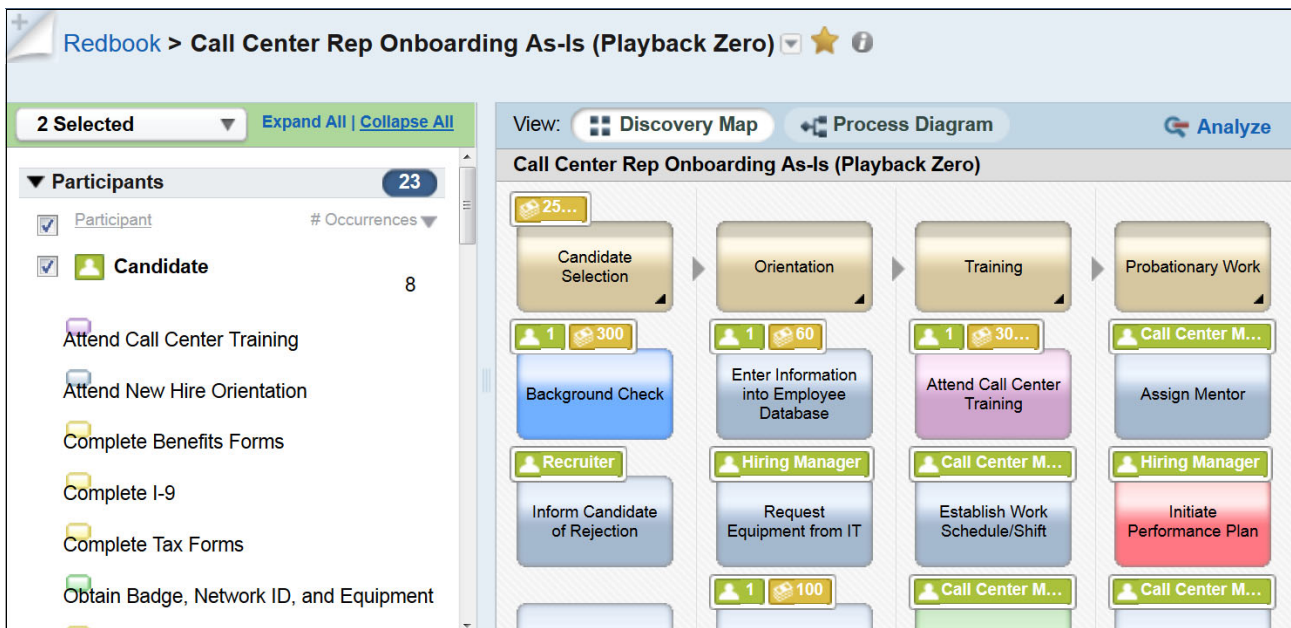 Redbook > Call Center Rep Onboarding As-Is (Playback Zero)
2 Selected
Expand All | Collapse All
Participants
23
Participant
# Occurrences
Candidate
8
Attend Call Center Training
Attend New Hire Orientation
Complete Benefits Forms
Complete I-9
Complete Tax Forms
Obtain Badge, Network ID, and Equipment
View:
Discovery Map
Process Diagram
Analyze
Call Center Rep Onboarding As-Is (Playback Zero)
25...
Candidate
Selection
Orientation
Training
Probationary Work
1
300
Background Check
1
60
Enter Information
into Employee
Database
1
30...
Attend Call Center
Training
Call Center M...
Assign Mentor
Recruiter
Inform Candidate
of Rejection
Hiring Manager
Request
Equipment from IT
Call Center M...
Establish Work
Schedule/Shift
Hiring Manager
Initiate
Performance Plan
1
100
Call Center M...
Call Center M...